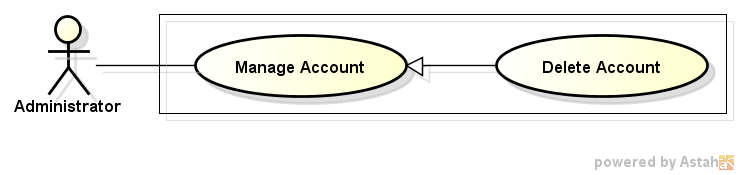 Manage Account
Delete Account
Administrator
powered by Astah